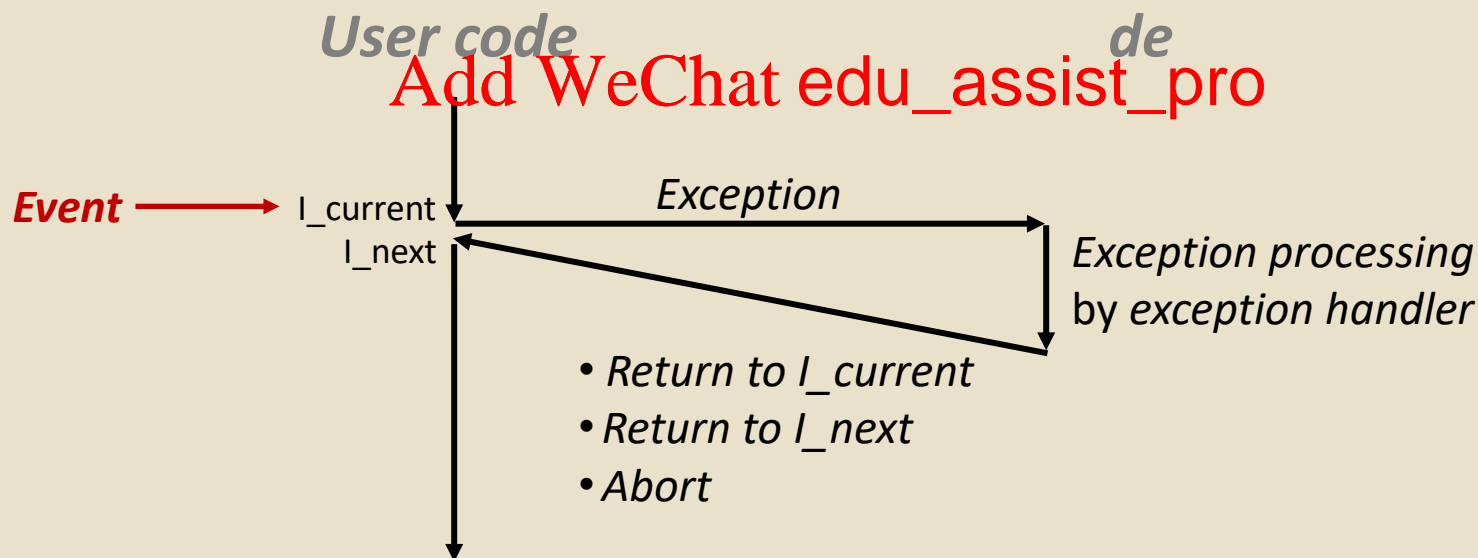 User code de
Add WeChat edu_assist_pro
Event I_current Exception
I_next
Exception processing
by exception handler
• Return to I_current
• Return to I_next
• Abort